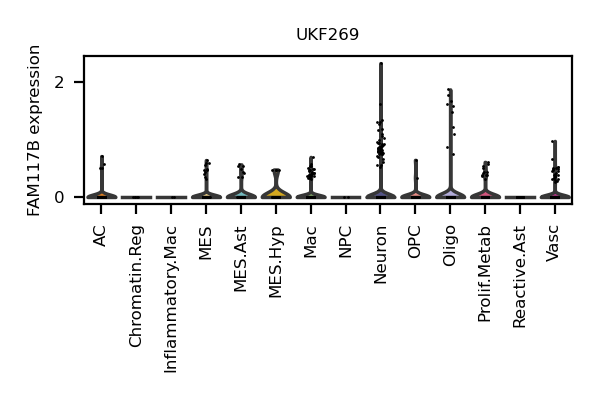 UKF269
FAM117B expression
2
0
AC
Chromatin.Reg
Inflammatory.Mac
MES
MES.Ast
MES.Hyp
Mac
NPC
Neuron
OPC
Oligo
Prolif.Metab
Reactive.Ast
Vasc